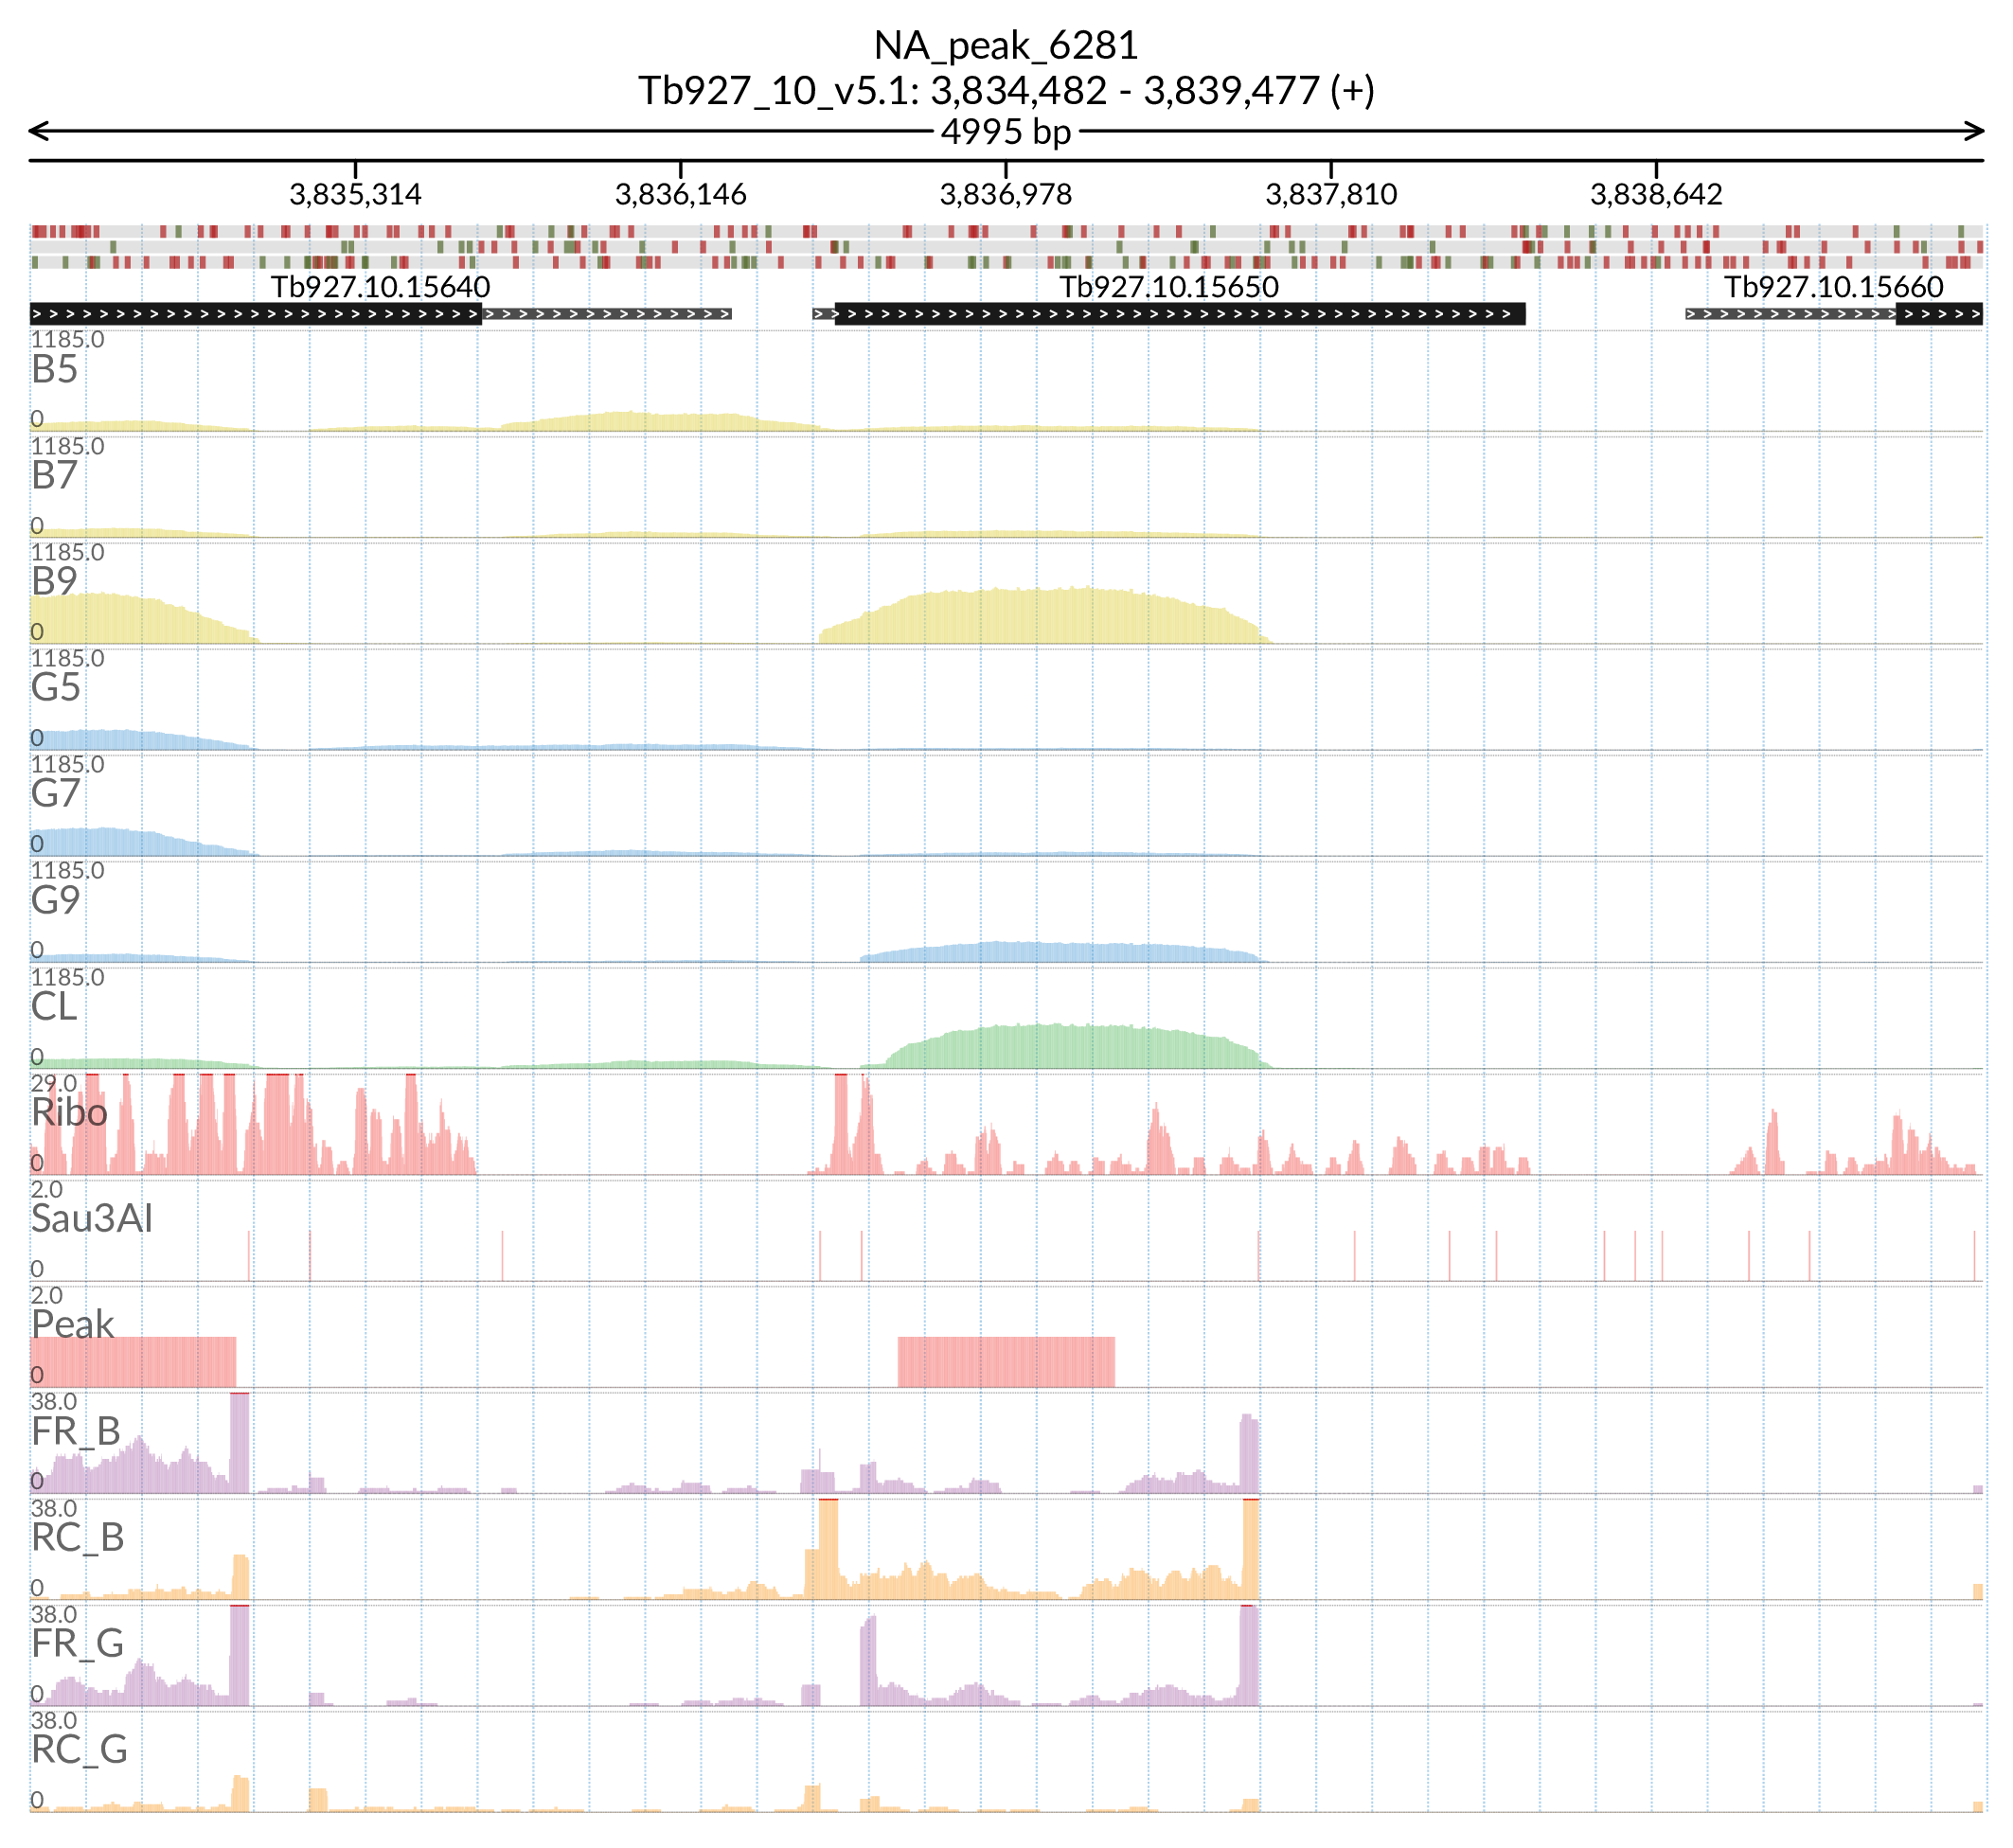 NA_peak_6281
Tb927_10_v5.1: 3,834,482 - 3,839,477 (+)
4995 bp
3,835,314 3,836,146 3,836,978 3,837,810 3,838,642
Tb927.10.15640 Tb927.10.15650 Tb927.10.15660
1185.0
B5
0
1185.0
B7
0
1185.0
B9
0
1185.0
G5
0
1185.0
G7
0
1185.0
G9
0
1185.0
CL
0
29.0
Ribo
0
2.0
Sau3AI
0
2.0
Peak
0
38.0
FR_B
0
38.0
RC_B
0
38.0
FR_G
0
38.0
RC_G
0